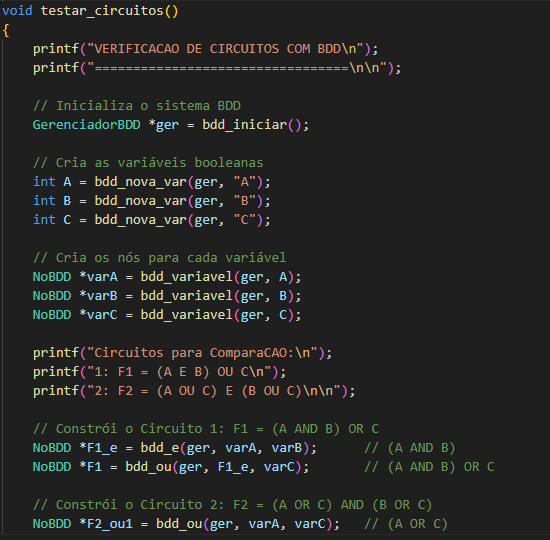 void testar_circuitos()
{
    printf("VERIFICACAO DE CIRCUITOS COM BDD\n");
    printf("=================================\n\n");
    // Inicializa o sistema BDD
    GerenciadorBDD *ger = bdd_iniciar();
    // Cria as variáveis booleanas
    int A = bdd_nova_var(ger, "A");
    int B = bdd_nova_var(ger, "B");
    int C = bdd_nova_var(ger, "C");
    // Cria os nós para cada variável
    NoBDD *varA = bdd_variavel(ger, A);
    NoBDD *varB = bdd_variavel(ger, B);
    NoBDD *varC = bdd_variavel(ger, C);
    printf("Circuitos para ComparaCAO:\n");
    printf("1: F1 = (A E B) OU C\n");
    printf("2: F2 = (A OU C) E (B OU C)\n\n");
    // Constrói o Circuito 1: F1 = (A AND B) OR C
    NoBDD *F1_e = bdd_e(ger, varA, varB);      // (A AND B)
    NoBDD *F1 = bdd_ou(ger, F1_e, varC);       // (A AND B) OR C
    // Constrói o Circuito 2: F2 = (A OR C) AND (B OR C)
    NoBDD *F2_ou1 = bdd_ou(ger, varA, varC);   // (A OR C)